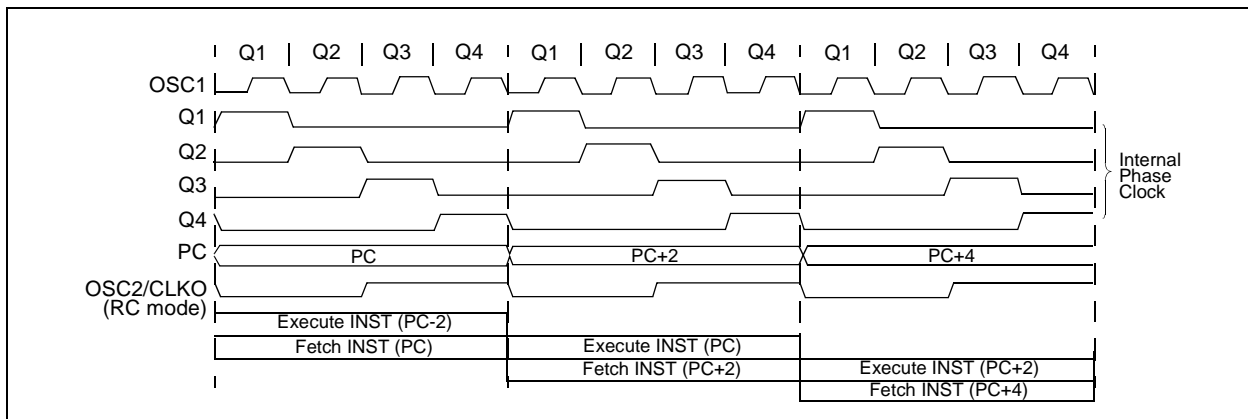 Q1 Q2 Q3 Q4 Q1 Q2 Q3 Q4 Q1 Q2 Q3 Q4
OSC1
Q1
Q2
Q3
Q4
Internal
Phase
Clock
PC
PC PC+2 PC+4
OSC2/CLKO
(RC mode)
Execute INST (PC-2)
Fetch INST (PC) Execute INST (PC)
Fetch INST (PC+2) Execute INST (PC+2)
Fetch INST (PC+4)